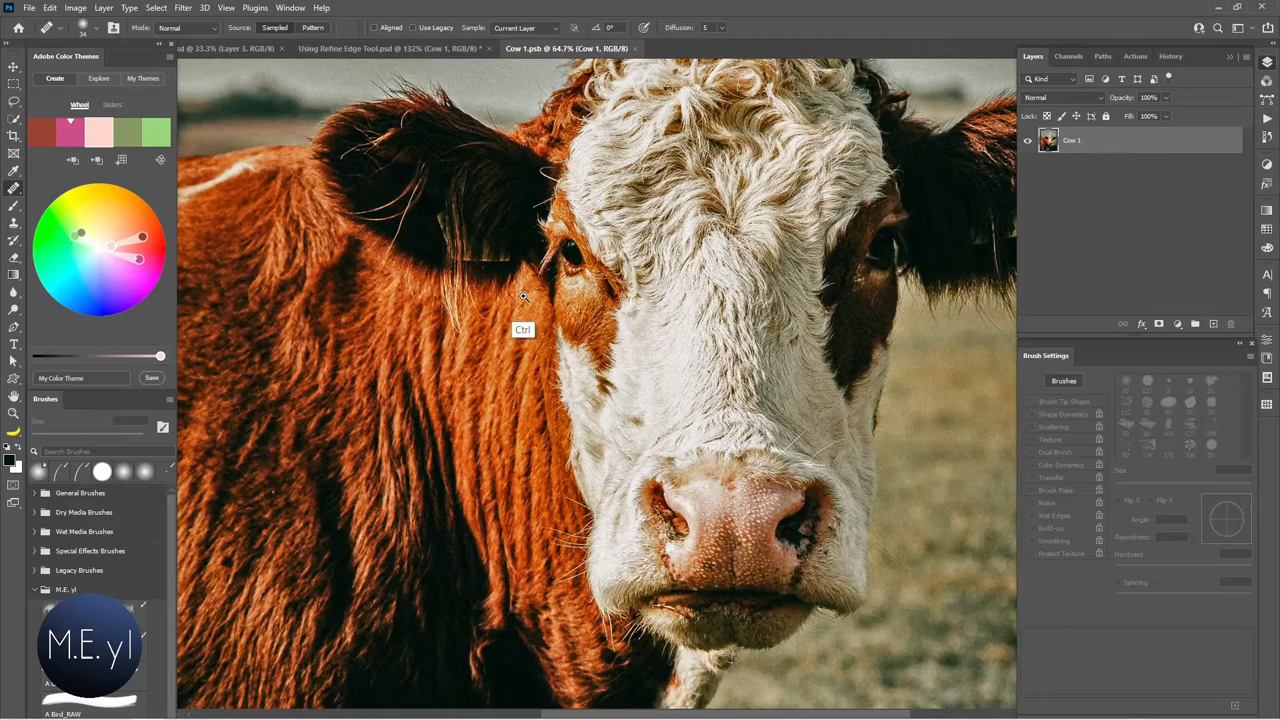 Ps File Edit Image Layer Type Select Filter 3D View Plugins Window Help
34 Mode: Normal Source: Sampled Pattern Aligned Use Legacy Sample: Current Layer 0° Diffusion: 5
d @ 33.3% (Layer 3, RGB/8) × Using Refine Edge Tool.psd @ 132% (Cow 1, RGB/8) * × Cow 1.psb @ 64.7% (Cow 1, RGB/8) ×
Adobe Color Themes
Create Explore My Themes
Wheel Sliders
My Color Theme Save
Brushes
Size:
Search Brushes
General Brushes
Dry Media Brushes
Wet Media Brushes
Special Effects Brushes
Legacy Brushes
M.E. yl
M.E. yl
A Bird_RAW
Ctrl
Layers Channels Paths Actions History
Kind
Normal Opacity: 100%
Lock: Fill: 100%
Cow 1
Brush Settings
Brushes
Brush Tip Shape
Shape Dynamics
Scattering
Texture
Dual Brush
Color Dynamics
Transfer
Brush Pose
Noise
Wet Edges
Build-up
Smoothing
Protect Texture
Size
Flip X Flip Y
Angle:
Roundness:
Hardness
Spacing